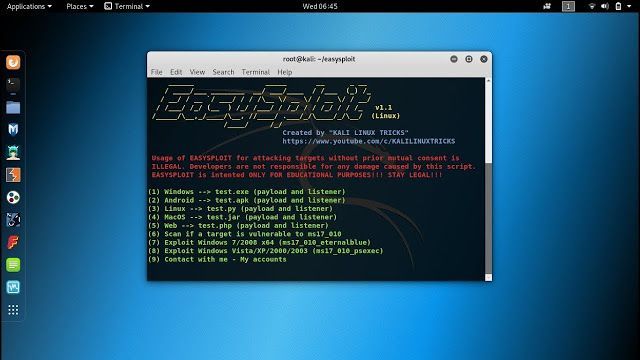 Applications Places Terminal Wed 06:45 1
root@kali: ~/easysploit
File Edit View Search Terminal Help
EasySploit v1.1
(Linux)
Created by "KALI LINUX TRICKS"
https://www.youtube.com/c/KALILINUXTRICKS
Usage of EASYSPLOIT for attacking targets without prior mutual consent is
ILLEGAL. Developers are not responsible for any damage caused by this script.
EASYSPLOIT is intented ONLY FOR EDUCATIONAL PURPOSES!!! STAY LEGAL!!!
(1) Windows --> test.exe (payload and listener)
(2) Android --> test.apk (payload and listener)
(3) Linux --> test.py (payload and listener)
(4) MacOS --> test.jar (payload and listener)
(5) Web --> test.php (payload and listener)
(6) Scan if a target is vulnerable to ms17_010
(7) Exploit Windows 7/2008 x64 (ms17_010_eternalblue)
(8) Exploit Windows Vista/XP/2000/2003 (ms17_010_psexec)
(9) Contact with me - My accounts